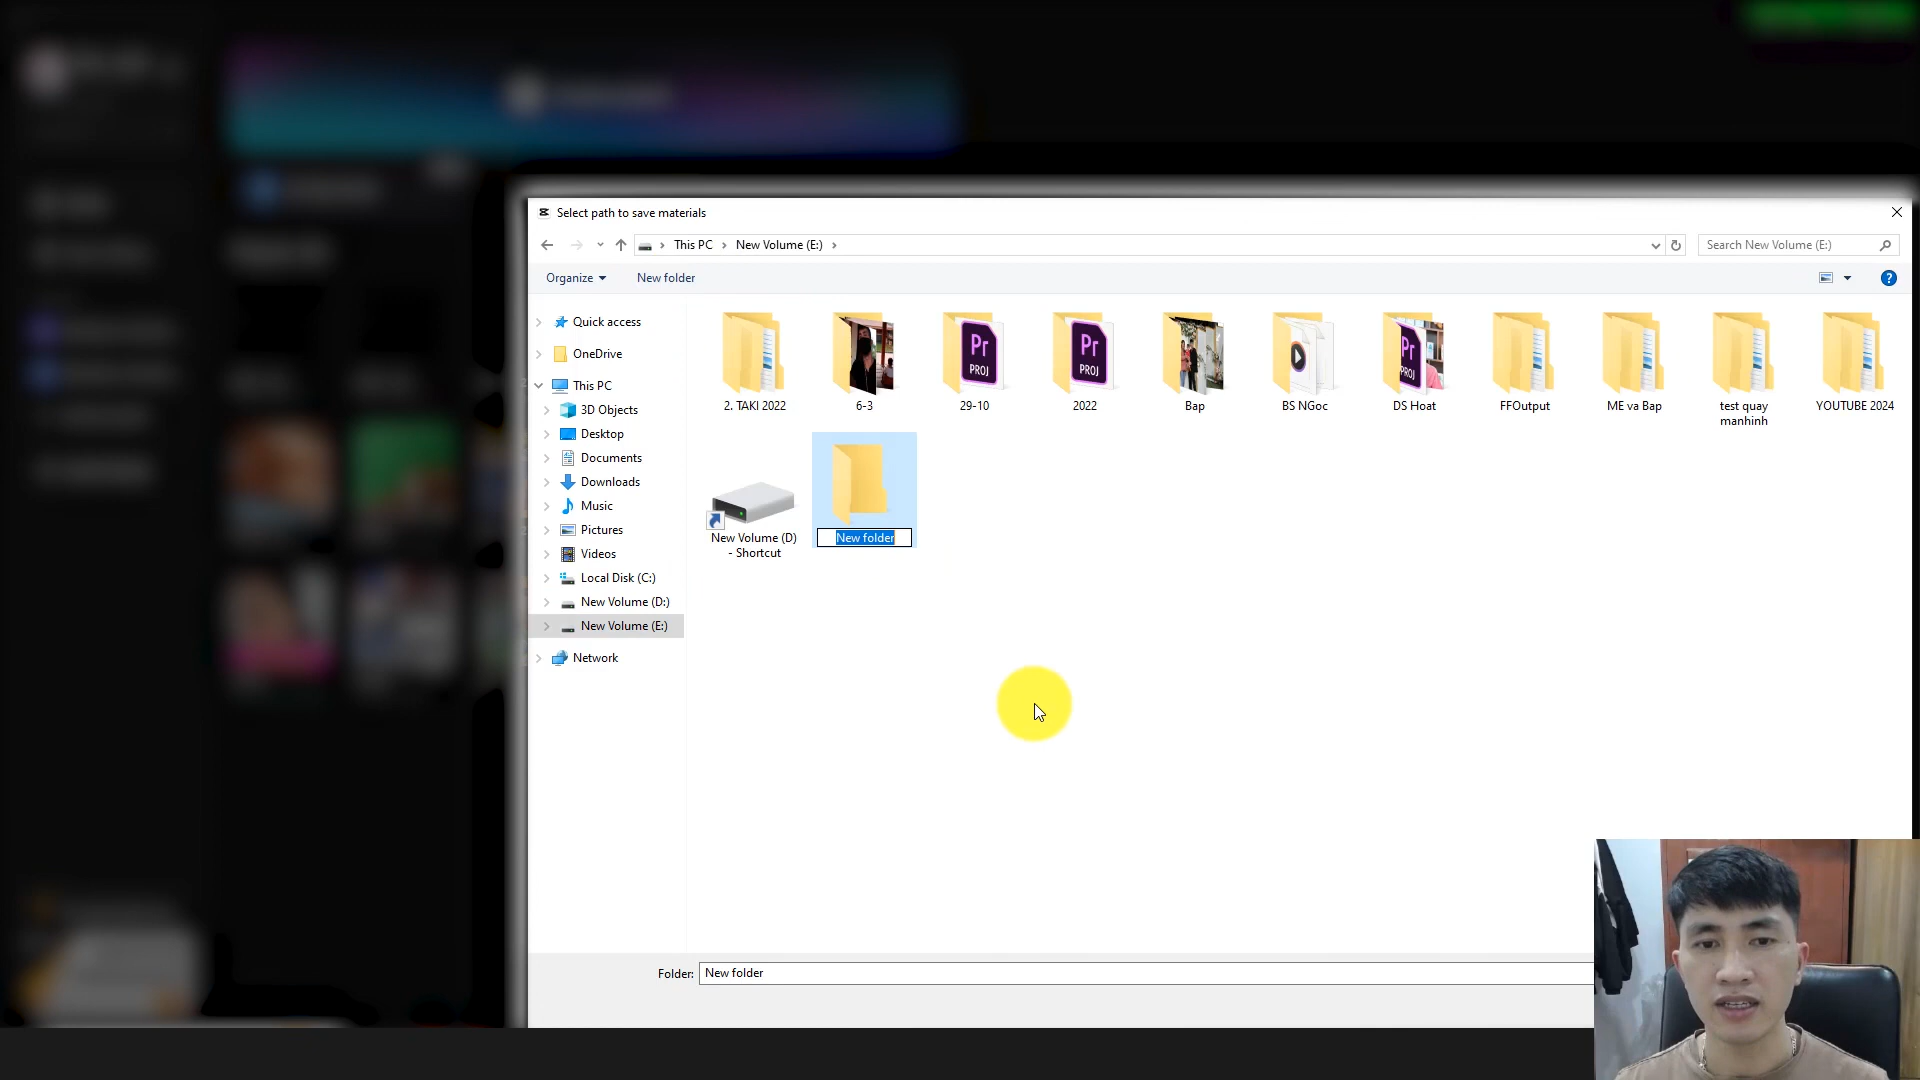 Select path to save materials
This PC
New Volume (E:)
Search New Volume (E:)
Organize
New folder
Quick access
OneDrive
This PC
3D Objects
Desktop
Documents
Downloads
Music
Pictures
Videos
Local Disk (C:)
New Volume (D:)
New Volume (E:)
Network
Pr
PROJ
Pr
PROJ
Pr
PROJ
2. TAKI 2022
6-3
29-10
2022
Bap
BS NGoc
DS Hoat
FFOutput
ME va Bap
test quay
manhinh
YOUTUBE 2024
New Volume (D)
- Shortcut
New folder
Folder:
New folder